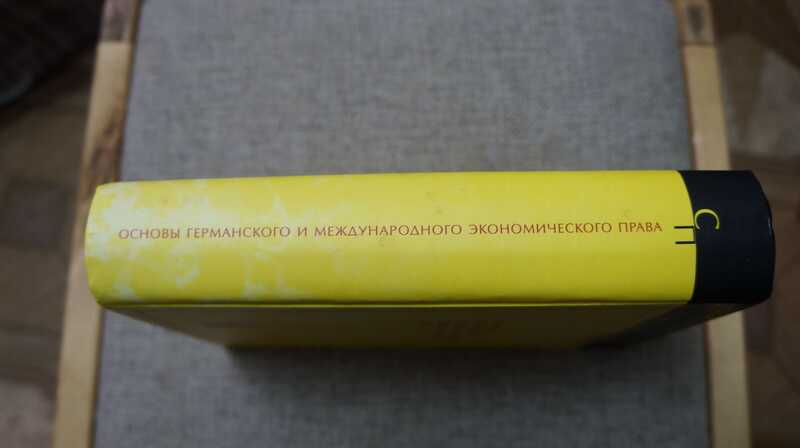 ОСНОВЫ ГЕРМАНСКОГО И МЕЖДУНАРОДНОГО ЭКОНОМИЧЕСКОГО ПРАВА
С
П